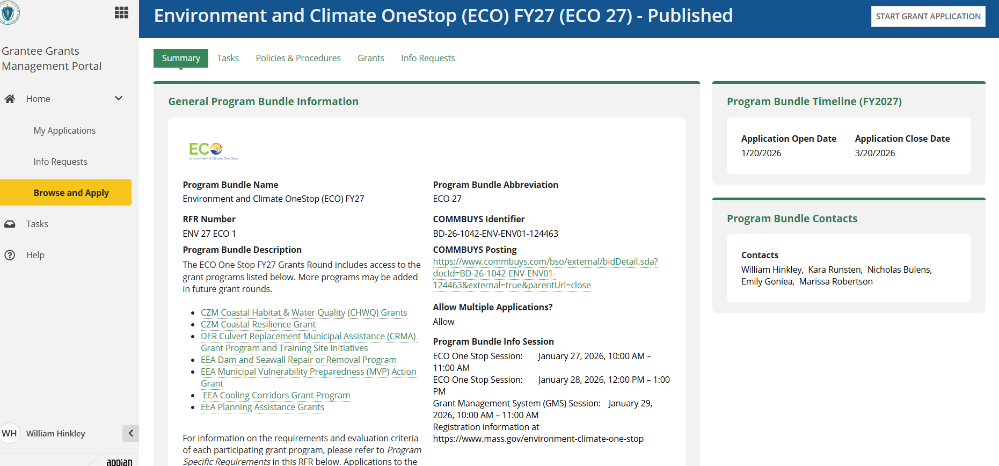 Environment and Climate OneStop (ECO) FY27 (ECO 27) - Published
START GRANT APPLICATION
Grantee Grants
Management Portal
Home
My Applications
Info Requests
Browse and Apply
Tasks
Help
WH
William Hinkley
appian
Summary
Tasks
Policies & Procedures
Grants
Info Requests
General Program Bundle Information
ECO
Environment & Climate One Stop
Program Bundle Name
Environment and Climate OneStop (ECO) FY27
RFR Number
ENV 27 ECO 1
Program Bundle Description
The ECO One Stop FY27 Grants Round includes access to the
grant programs listed below. More programs may be added
in future grant rounds.
• CZM Coastal Habitat & Water Quality (CHWQ) Grants
• CZM Coastal Resilience Grant
• DER Culvert Replacement Municipal Assistance (CRMA)
Grant Program and Training Site Initiatives
• EEA Dam and Seawall Repair or Removal Program
• EEA Municipal Vulnerability Preparedness (MVP) Action
Grant
• EEA Cooling Corridors Grant Program
• EEA Planning Assistance Grants
For information on the requirements and evaluation criteria
of each participating grant program, please refer to Program
Specific Requirements in this RFR below. Applications to the
Program Bundle Abbreviation
ECO 27
COMMBUYS Identifier
BD-26-1042-ENV-ENV01-124463
COMMBUYS Posting
https://www.commbuys.com/bso/external/bidDetail.sda?
docId=BD-26-1042-ENV-ENV01-
124463&external=true&parentUrl=close
Allow Multiple Applications?
Allow
Program Bundle Info Session
ECO One Stop Session: January 27, 2026, 10:00 AM –
11:00 AM
ECO One Stop Session: January 28, 2026, 12:00 PM – 1:00
PM
Grant Management System (GMS) Session: January 29,
2026, 10:00 AM – 11:00 AM
Registration information at
https://www.mass.gov/environment-climate-one-stop
Program Bundle Timeline (FY2027)
Application Open Date
1/20/2026
Application Close Date
3/20/2026
Program Bundle Contacts
Contacts
William Hinkley, Kara Runsten, Nicholas Bulens,
Emily Goniea, Marissa Robertson